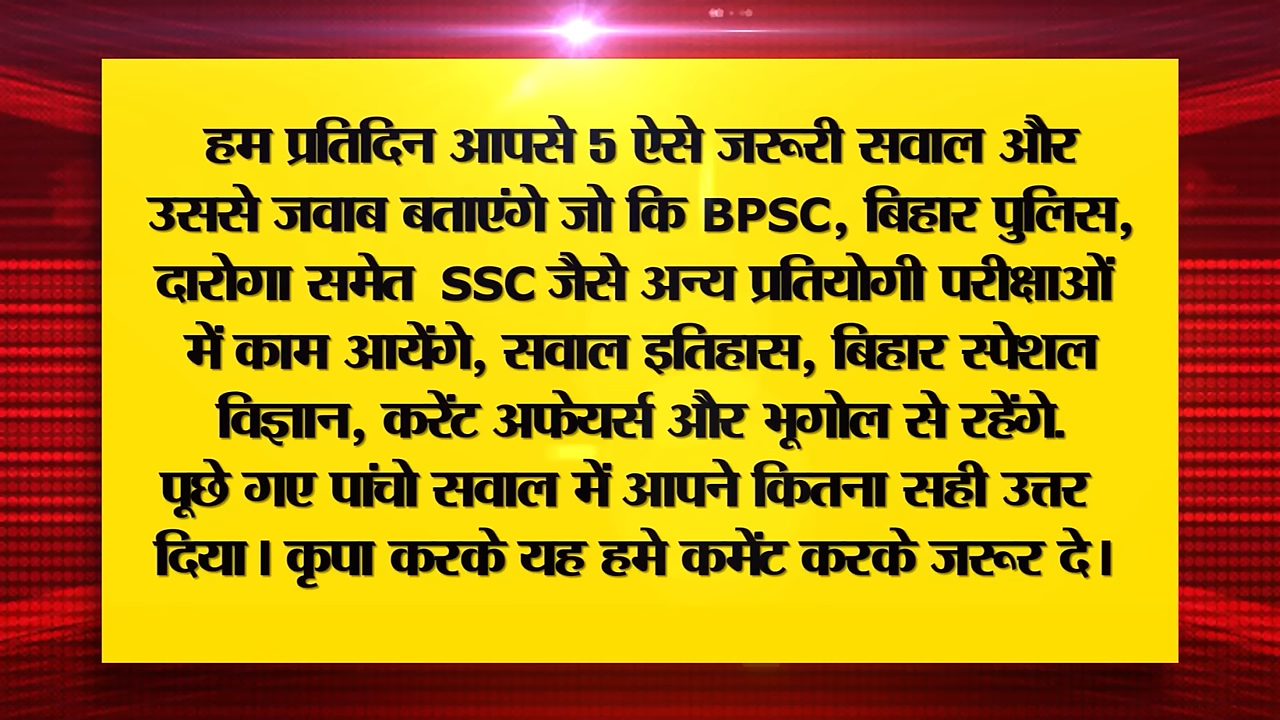 हम प्रतिदिन आपसे 5 ऐसे जरूरी सवाल और
उससे जवाब बताएंगे जो कि BPSC, बिहार पुलिस,
दारोगा समेत SSC जैसे अन्य प्रतियोगी परीक्षाओं
में काम आयेंगे, सवाल इतिहास, बिहार स्पेशल
विज्ञान, करेंट अफेयर्स और भूगोल से रहेंगे.
पूछे गए पांचो सवाल में आपने कितना सही उत्तर
दिया। कृपा करके यह हमे कमेंट करके जरूर दे।